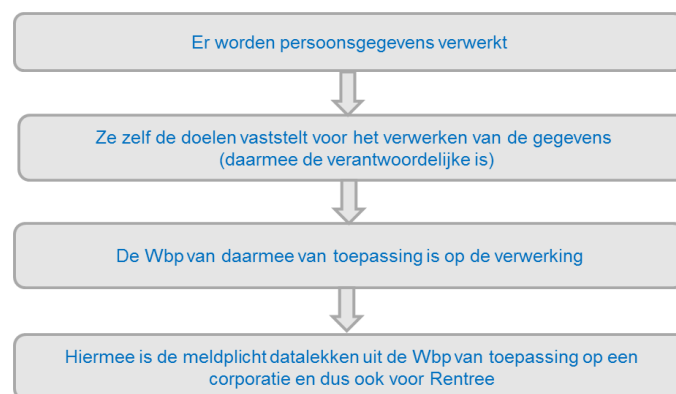 Er worden persoonsgegevens verwerkt
Ze zelf de doelen vaststelt voor het verwerken van de gegevens
(daarmee de verantwoordelijke is)
De Wbp van daarmee van toepassing is op de verwerking
Hiermee is de meldplicht datalekken uit de Wbp van toepassing op een
corporatie en dus ook voor Rentree